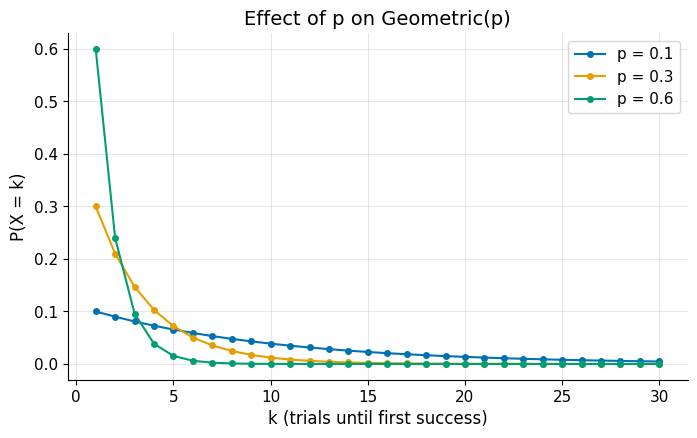 Effect of p on Geometric(p)
p = 0.1
p = 0.3
p = 0.6
P(X = k)
0.6
0.5
0.4
0.3
0.2
0.1
0.0
0 5 10 15 20 25 30
k (trials until first success)